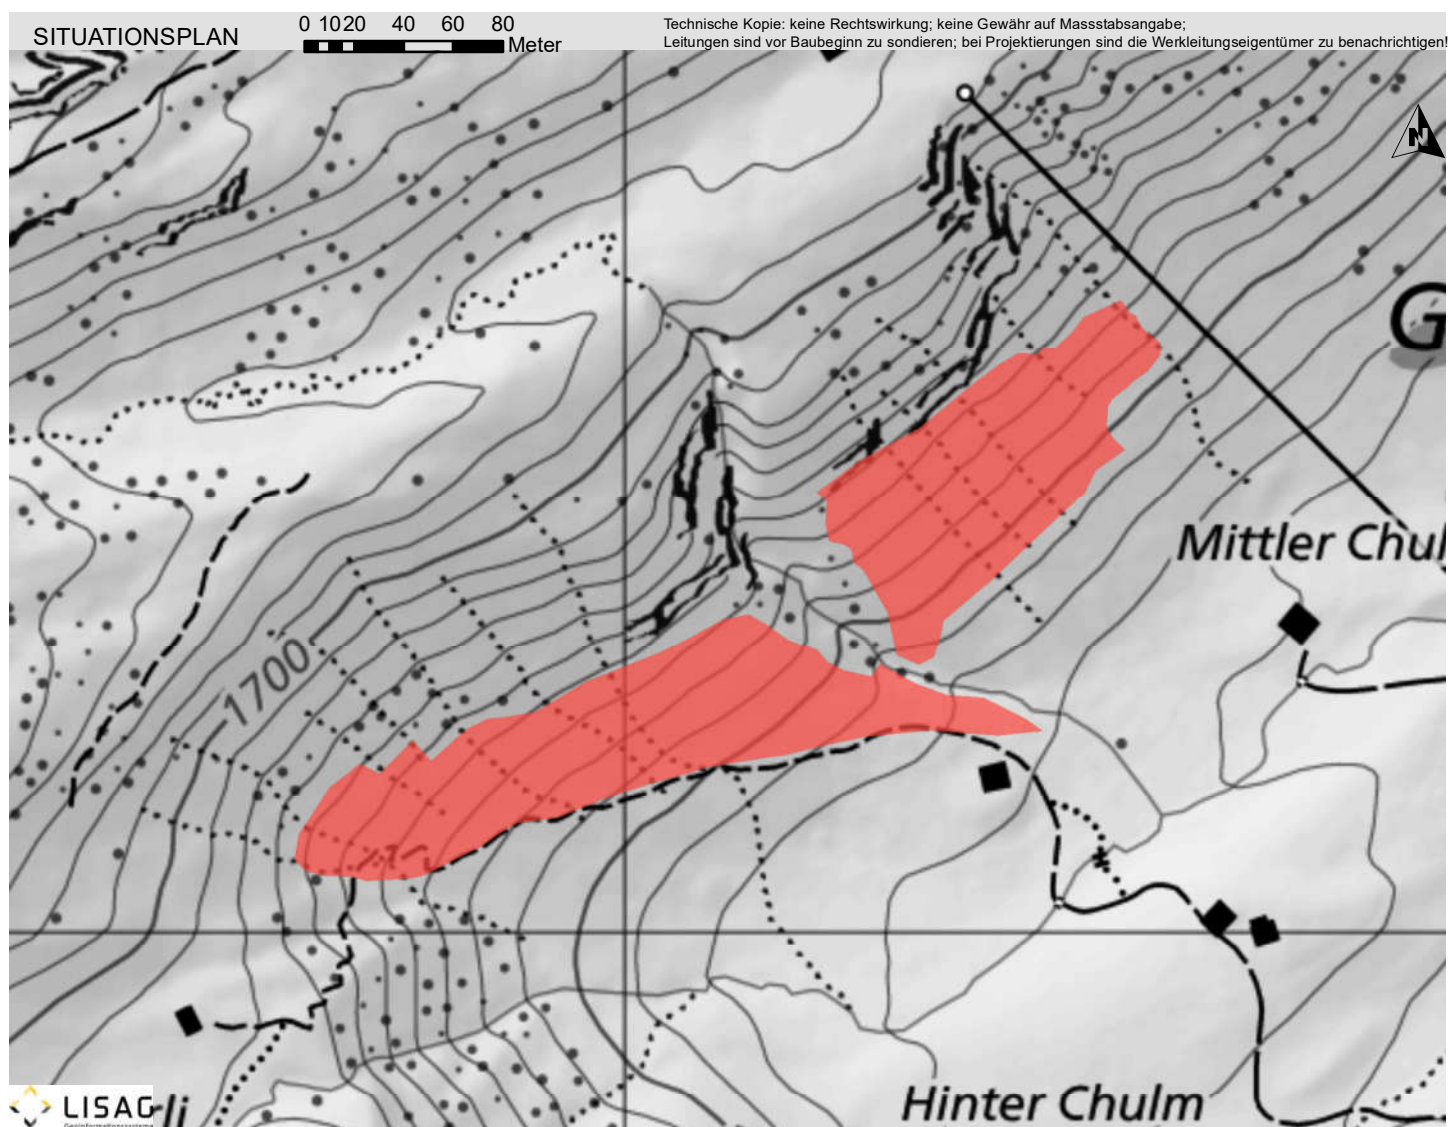 SITUATIONSPLAN
0 10 20 40 60 80
Meter
Technische Kopie: keine Rechtswirkung; keine Gewähr auf Massstabsangabe;
Leitungen sind vor Baubeginn zu sondieren; bei Projektierungen sind die Werkleitungseigentümer zu benachrichtigen!
N
G
Mittler Chul
1700
Hinter Chulm
LISAG
li